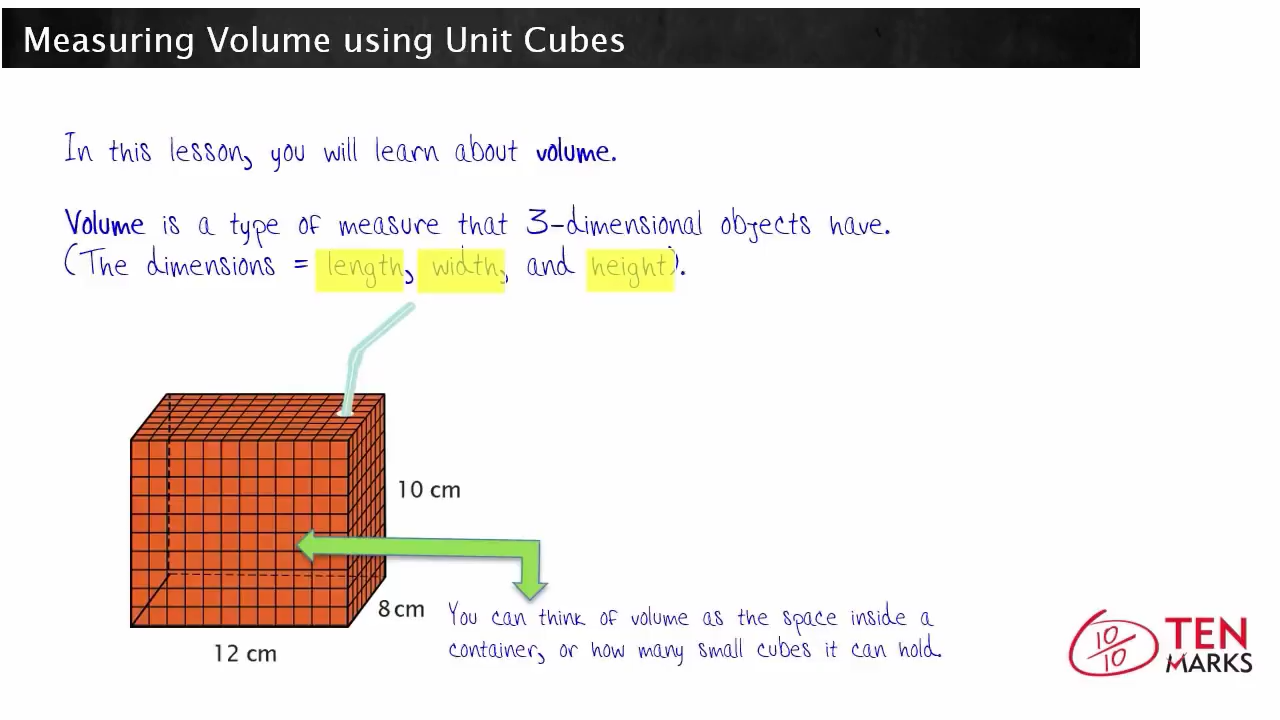 Measuring Volume using Unit Cubes
In this lesson, you will learn about volume.
Volume is a type of measure that 3-dimensional objects have.
(The dimensions = length, width, and height).
10 cm
8 cm
12 cm
You can think of volume as the space inside a
container, or how many small cubes it can hold.
10/10
TEN
MARKS